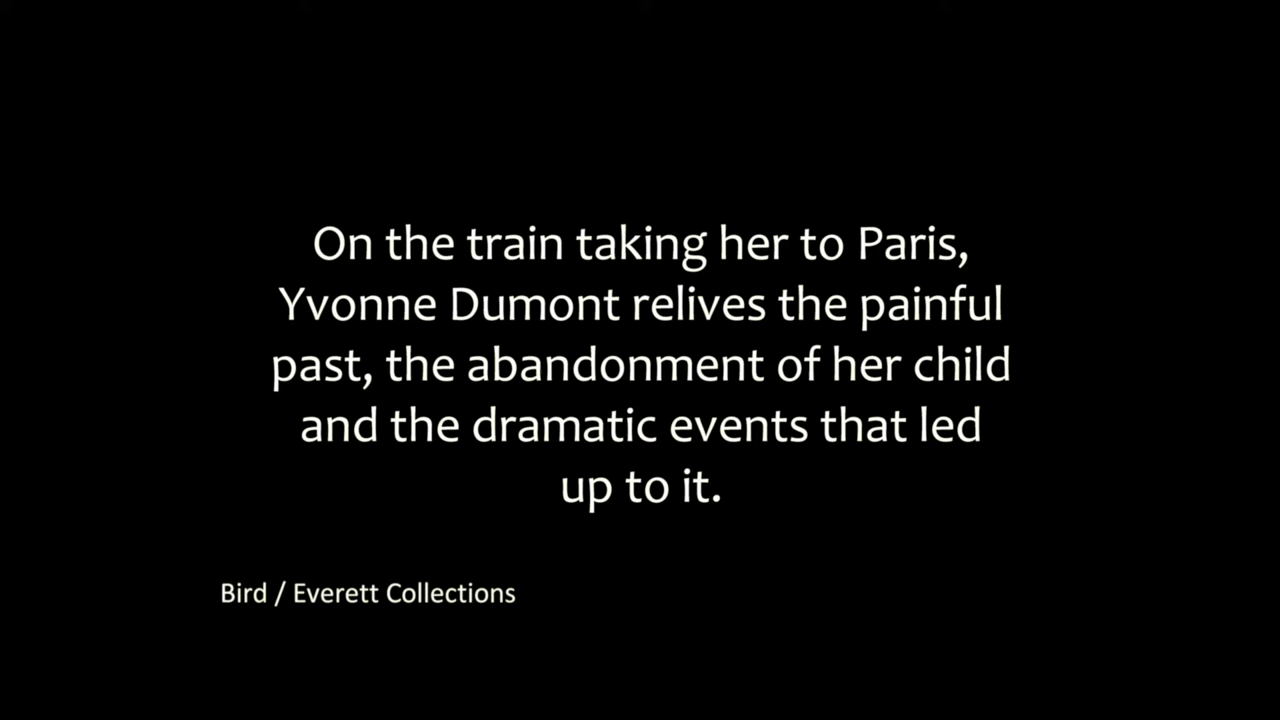 On the train taking her to Paris,
Yvonne Dumont relives the painful
past, the abandonment of her child
and the dramatic events that led
up to it.
Bird / Everett Collections